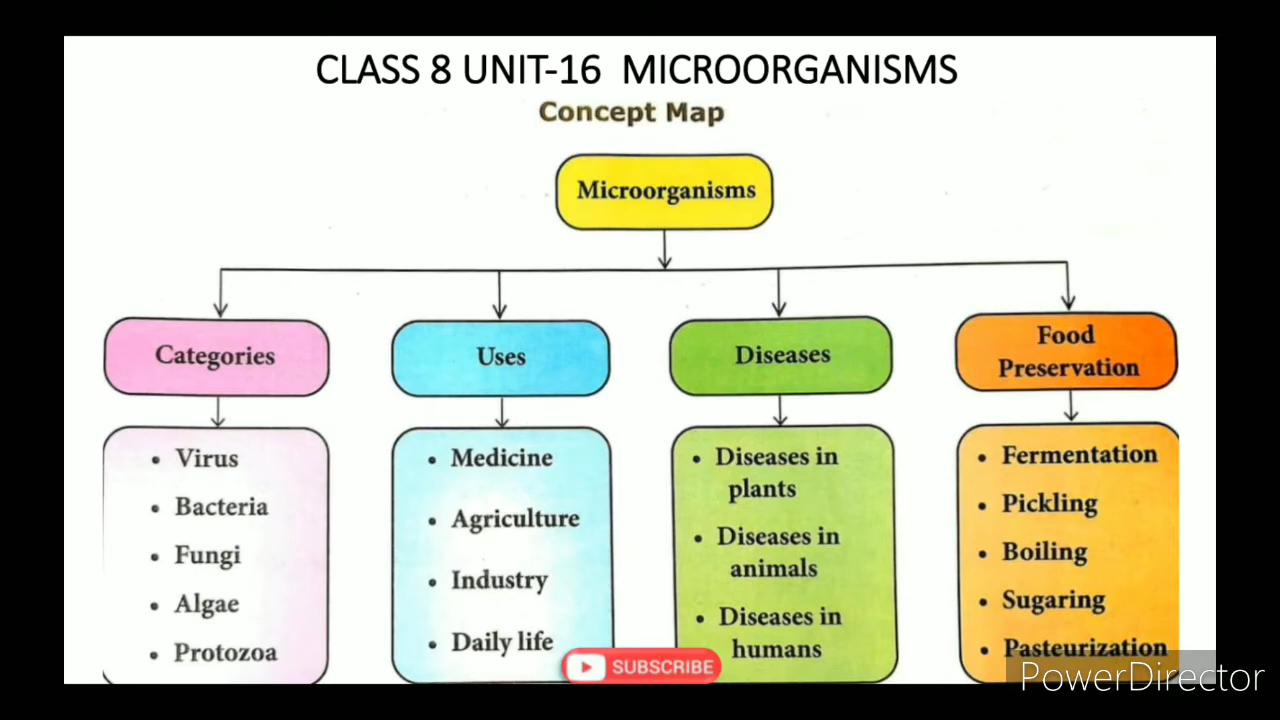 CLASS 8 UNIT-16 MICROORGANISMS
Concept Map
Microorganisms
Categories
Uses
Diseases
Food
Preservation
• Virus
• Bacteria
• Fungi
• Algae
• Protozoa
• Medicine
• Agriculture
• Industry
• Daily life
• Diseases in
plants
• Diseases in
animals
• Diseases in
humans
• Fermentation
• Pickling
• Boiling
• Sugaring
• Pasteurization
SUBSCRIBE
PowerDirector